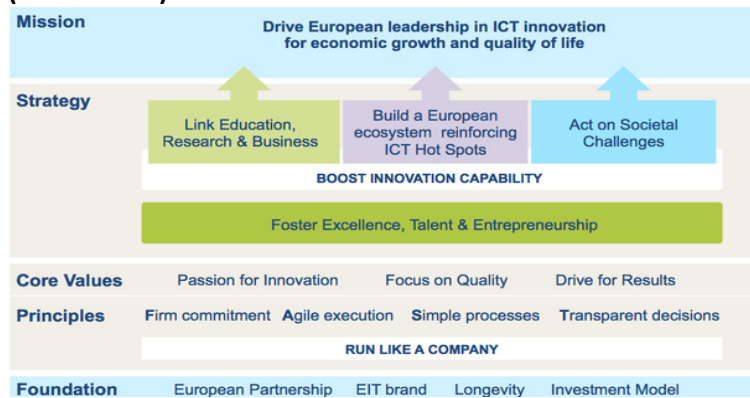 Mission
Drive European leadership in ICT innovation
for economic growth and quality of life
Strategy
Link Education,
Research & Business
Build a European
ecosystem reinforcing
ICT Hot Spots
Act on Societal
Challenges
BOOST INNOVATION CAPABILITY
Foster Excellence, Talent & Entrepreneurship
Core Values Passion for Innovation Focus on Quality Drive for Results
Principles Firm commitment Agile execution Simple processes Transparent decisions
RUN LIKE A COMPANY
Foundation European Partnership EIT brand Longevity Investment Model